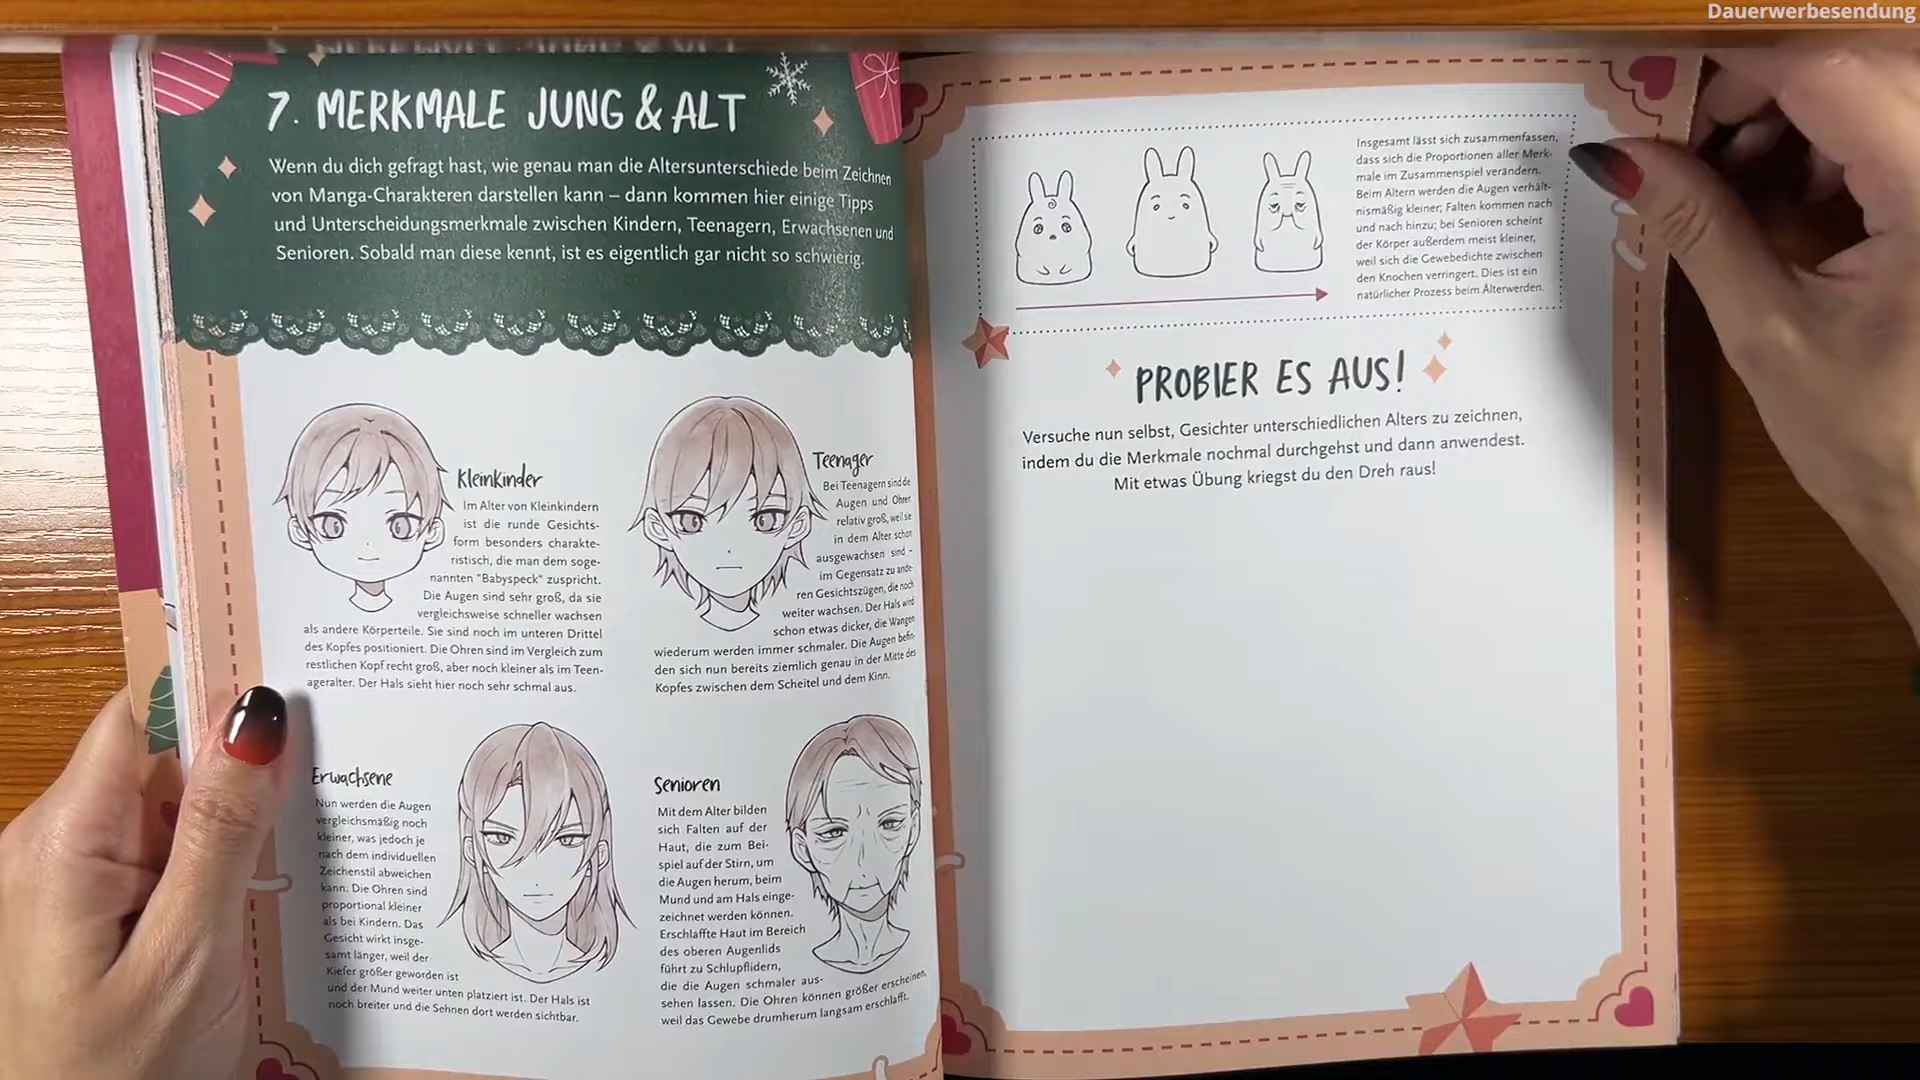 Dauerwerbesendung
7. MERKMALE JUNG & ALT
Wenn du dich gefragt hast, wie genau man die Altersunterschiede beim Zeichnen
von Manga-Charakteren darstellen kann – dann kommen hier einige Tipps
und Unterscheidungsmerkmale zwischen Kindern, Teenagern, Erwachsenen und
Senioren. Sobald man diese kennt, ist es eigentlich gar nicht so schwierig.
Kleinkinder
Im Alter von Kleinkindern
ist die runde Gesichts-
form besonders charakte-
ristisch, die man dem soge-
nannten "Babyspeck" zuspricht.
Die Augen sind sehr groß, da sie
vergleichsweise schneller wachsen
als andere Körperteile. Sie sind noch im unteren Drittel
des Kopfes positioniert. Die Ohren sind im Vergleich zum
restlichen Kopf recht groß, aber noch kleiner als im Teen-
ageralter. Der Hals sieht hier noch sehr schmal aus.
Teenager
Bei Teenagern sind die
Augen und Ohren
relativ groß, weil sie
in dem Alter schon
ausgewachsen sind –
im Gegensatz zu ande-
ren Gesichtszügen, die noch
weiter wachsen. Der Hals wird
schon etwas dicker, die Wangen
wiederum werden immer schmaler. Die Augen befin-
den sich nun bereits ziemlich genau in der Mitte des
Kopfes zwischen dem Scheitel und dem Kinn.
Erwachsene
Nun werden die Augen
vergleichsmäßig noch
kleiner, was jedoch je
nach dem individuellen
Zeichenstil abweichen
kann. Die Ohren sind
proportional kleiner
als bei Kindern. Das
Gesicht wirkt insge-
samt länger, weil der
Kiefer größer geworden ist
und der Mund weiter unten platziert ist. Der Hals ist
noch breiter und die Sehnen dort werden sichtbar.
Senioren
Mit dem Alter bilden
sich Falten auf der
Haut, die zum Bei-
spiel auf der Stirn, um
die Augen herum, beim
Mund und am Hals einge-
zeichnet werden können.
Erschlaffte Haut im Bereich
des oberen Augenlids
führt zu Schlupflidern,
die die Augen schmaler aus-
sehen lassen. Die Ohren können größer erscheinen,
weil das Gewebe drumherum langsam erschlafft.
Insgesamt lässt sich zusammenfassen,
dass sich die Proportionen aller Merk-
male im Zusammenspiel verändern.
Beim Altern werden die Augen verhält-
nismäßig kleiner; Falten kommen nach
und nach hinzu; bei Senioren scheint
der Körper außerdem meist kleiner,
weil sich die Gewebedichte zwischen
den Knochen verringert. Dies ist ein
natürlicher Prozess beim Älterwerden.
PROBIER ES AUS!
Versuche nun selbst, Gesichter unterschiedlichen Alters zu zeichnen,
indem du die Merkmale nochmal durchgehst und dann anwendest.
Mit etwas Übung kriegst du den Dreh raus!